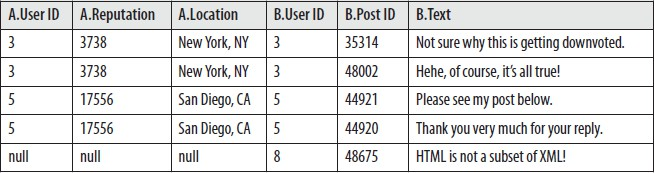 A.User ID A.Reputation A.Location B.User ID B.Post ID B.Text
3 3738 New York, NY 3 35314 Not sure why this is getting downvoted.
3 3738 New York, NY 3 48002 Hehe, of course, it's all true!
5 17556 San Diego, CA 5 44921 Please see my post below.
5 17556 San Diego, CA 5 44920 Thank you very much for your reply.
null null null 8 48675 HTML is not a subset of XML!